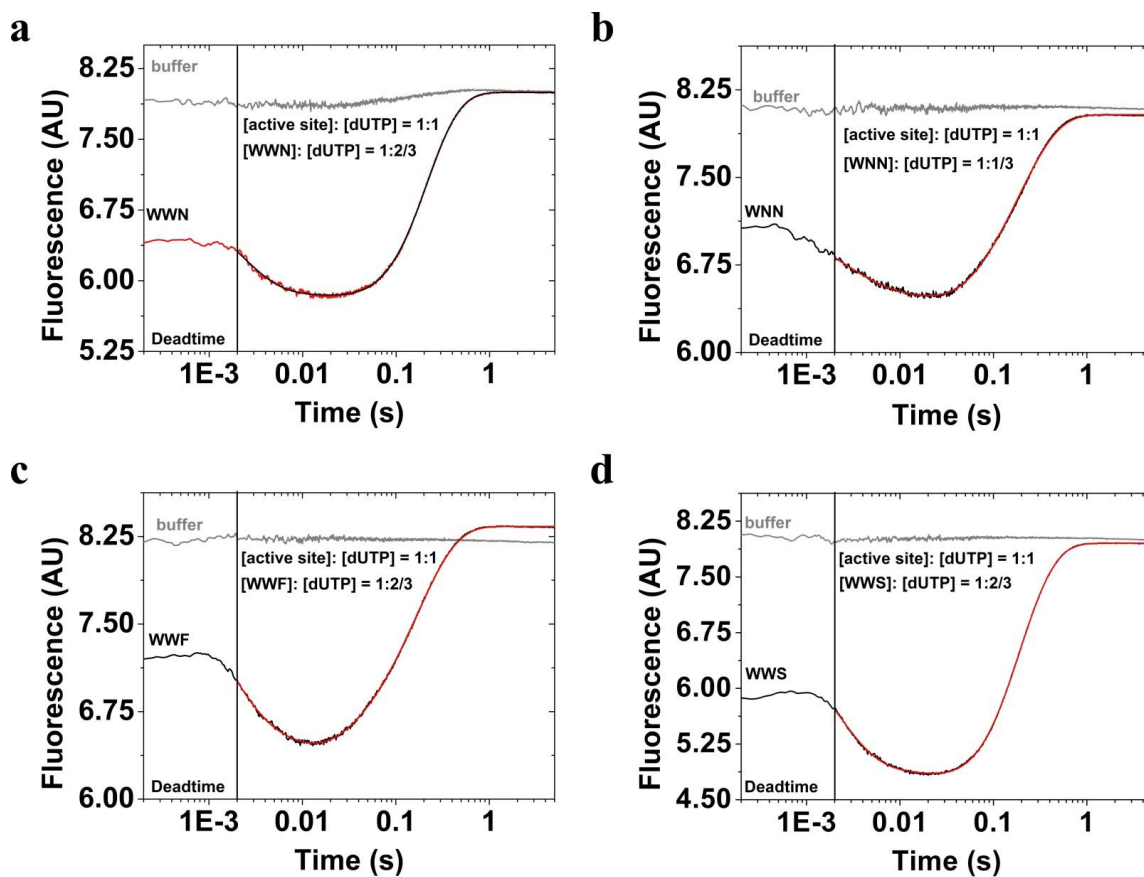 a
Fluorescence (AU)
8.25
7.50
6.75
6.00
5.25
buffer
[active site]: [dUTP] = 1:1
[WWN]: [dUTP] = 1:2/3
WWN
Deadtime
1E-3 0.01 0.1 1
Time (s)
b
Fluorescence (AU)
8.25
7.50
6.75
6.00
buffer
[active site]: [dUTP] = 1:1
[WNN]: [dUTP] = 1:1/3
WNN
Deadtime
1E-3 0.01 0.1 1
Time (s)
c
Fluorescence (AU)
8.25
7.50
6.75
6.00
buffer
[active site]: [dUTP] = 1:1
[WWF]: [dUTP] = 1:2/3
WWF
Deadtime
1E-3 0.01 0.1 1
Time (s)
d
Fluorescence (AU)
8.25
7.50
6.75
6.00
5.25
4.50
buffer
[active site]: [dUTP] = 1:1
[WWS]: [dUTP] = 1:2/3
WWS
Deadtime
1E-3 0.01 0.1 1
Time (s)